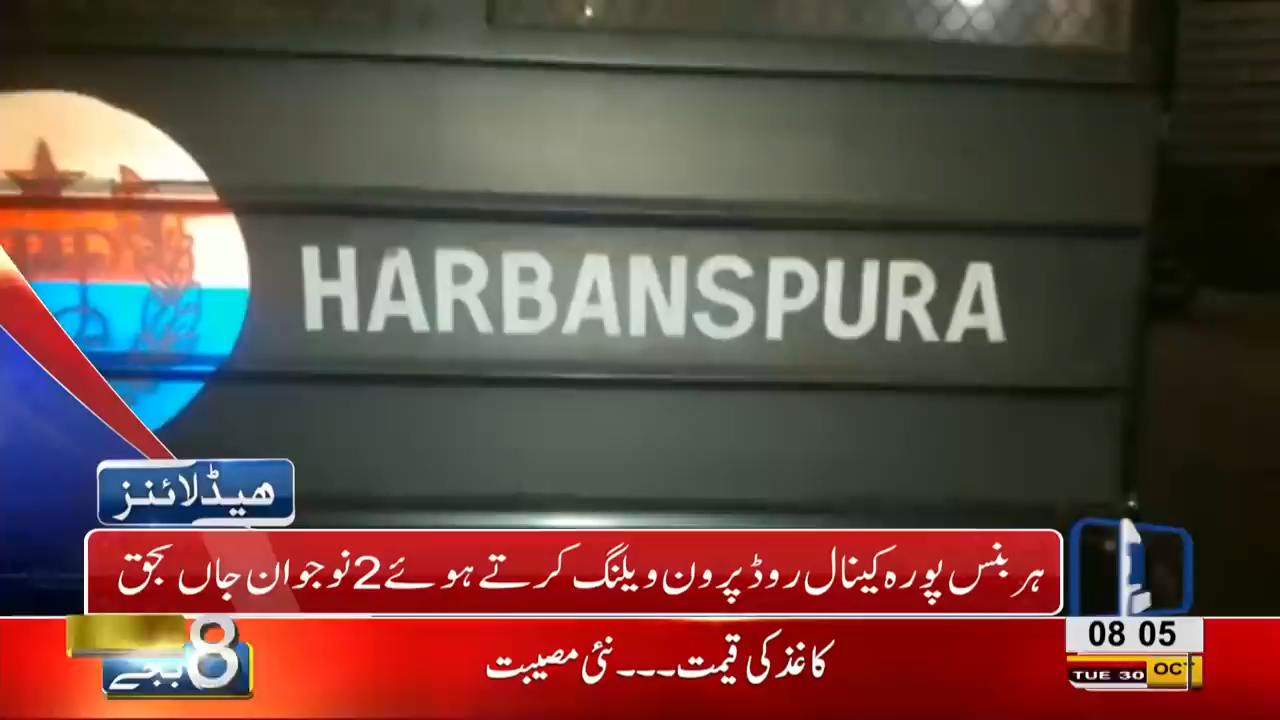 HARBANSPURA
ہیڈلائنز
ہربنس پورہ کینال روڈ پر ون ویلنگ کرتے ہوئے 2 نوجوان جاں بحق
8 بجے
کاغذ کی قیمت۔۔۔ نئی مصیبت
08 05
TUE 30 OCT